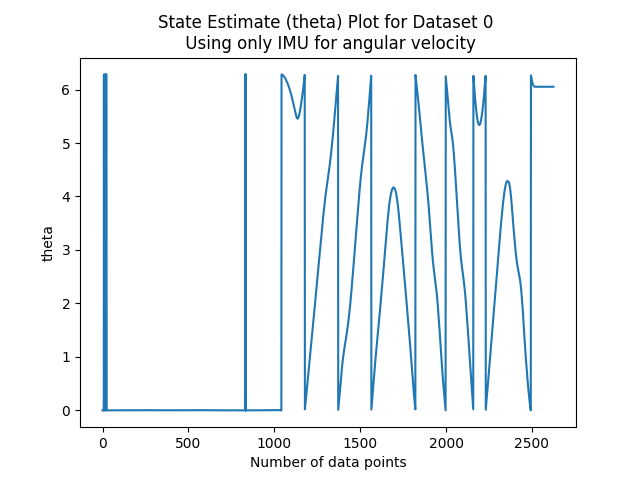 State Estimate (theta) Plot for Dataset 0
Using only IMU for angular velocity
6
5
4
3
2
1
0
theta
0 500 1000 1500 2000 2500
Number of data points